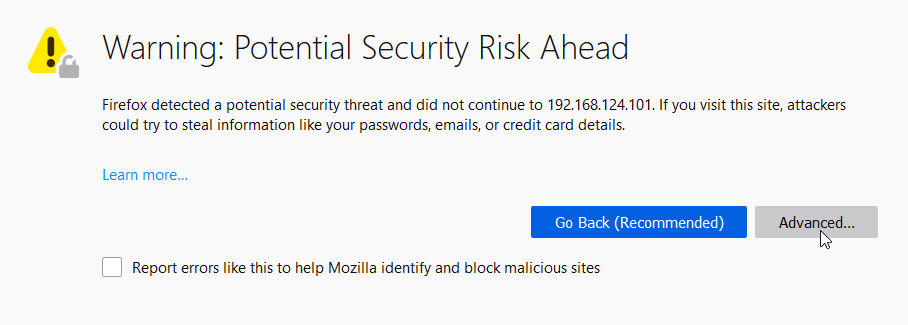 Warning: Potential Security Risk Ahead
Firefox detected a potential security threat and did not continue to 192.168.124.101. If you visit this site, attackers
could try to steal information like your passwords, emails, or credit card details.
Learn more...
Go Back (Recommended)
Advanced...
Report errors like this to help Mozilla identify and block malicious sites